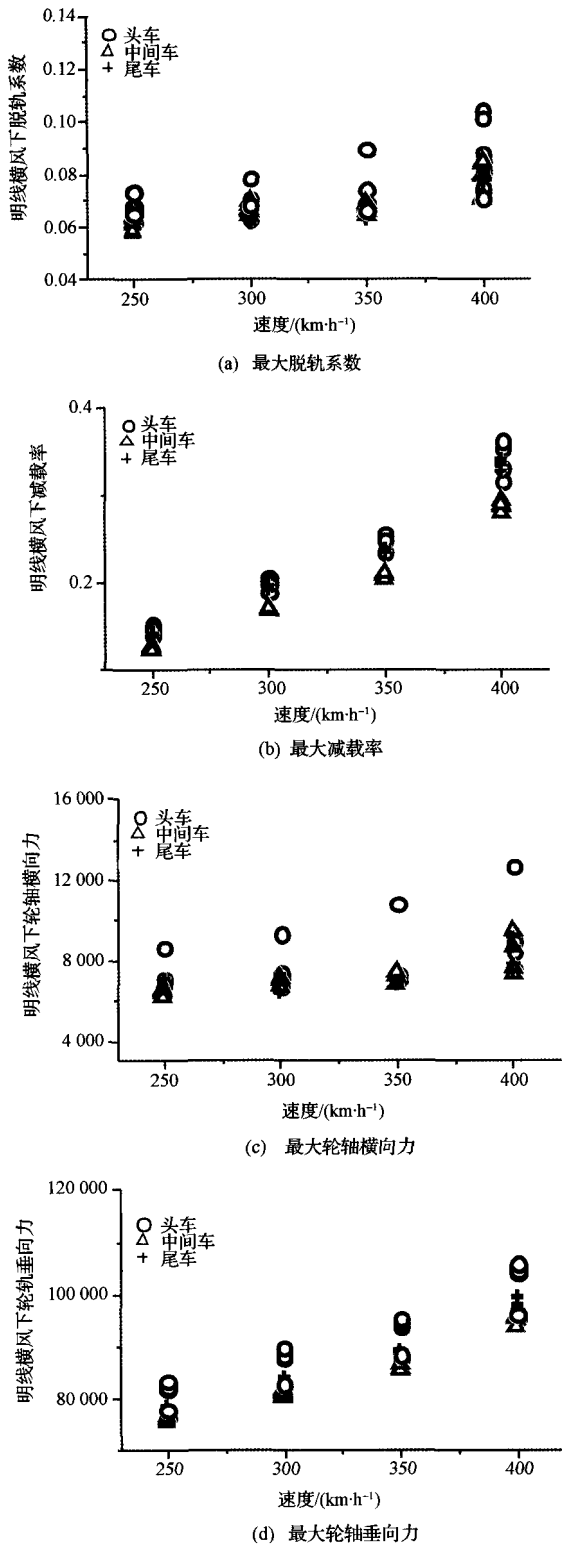 0.14
头车
中间车
尾车
0.12
0.10
0.08
0.06
0.04
明线横风下脱轨系数
250 300 350 400
速度/(km·h⁻¹)
(a) 最大脱轨系数
0.4
头车
中间车
尾车
0.2
明线横风下减载率
250 300 350 400
速度/(km·h⁻¹)
(b) 最大减载率
16 000
头车
中间车
尾车
12 000
8 000
4 000
明线横风下轮轴横向力
250 300 350 400
速度/(km·h⁻¹)
(c) 最大轮轴横向力
120 000
头车
中间车
尾车
100 000
80 000
明线横风下轮轨垂向力
250 300 350 400
速度/(km·h⁻¹)
(d) 最大轮轴垂向力